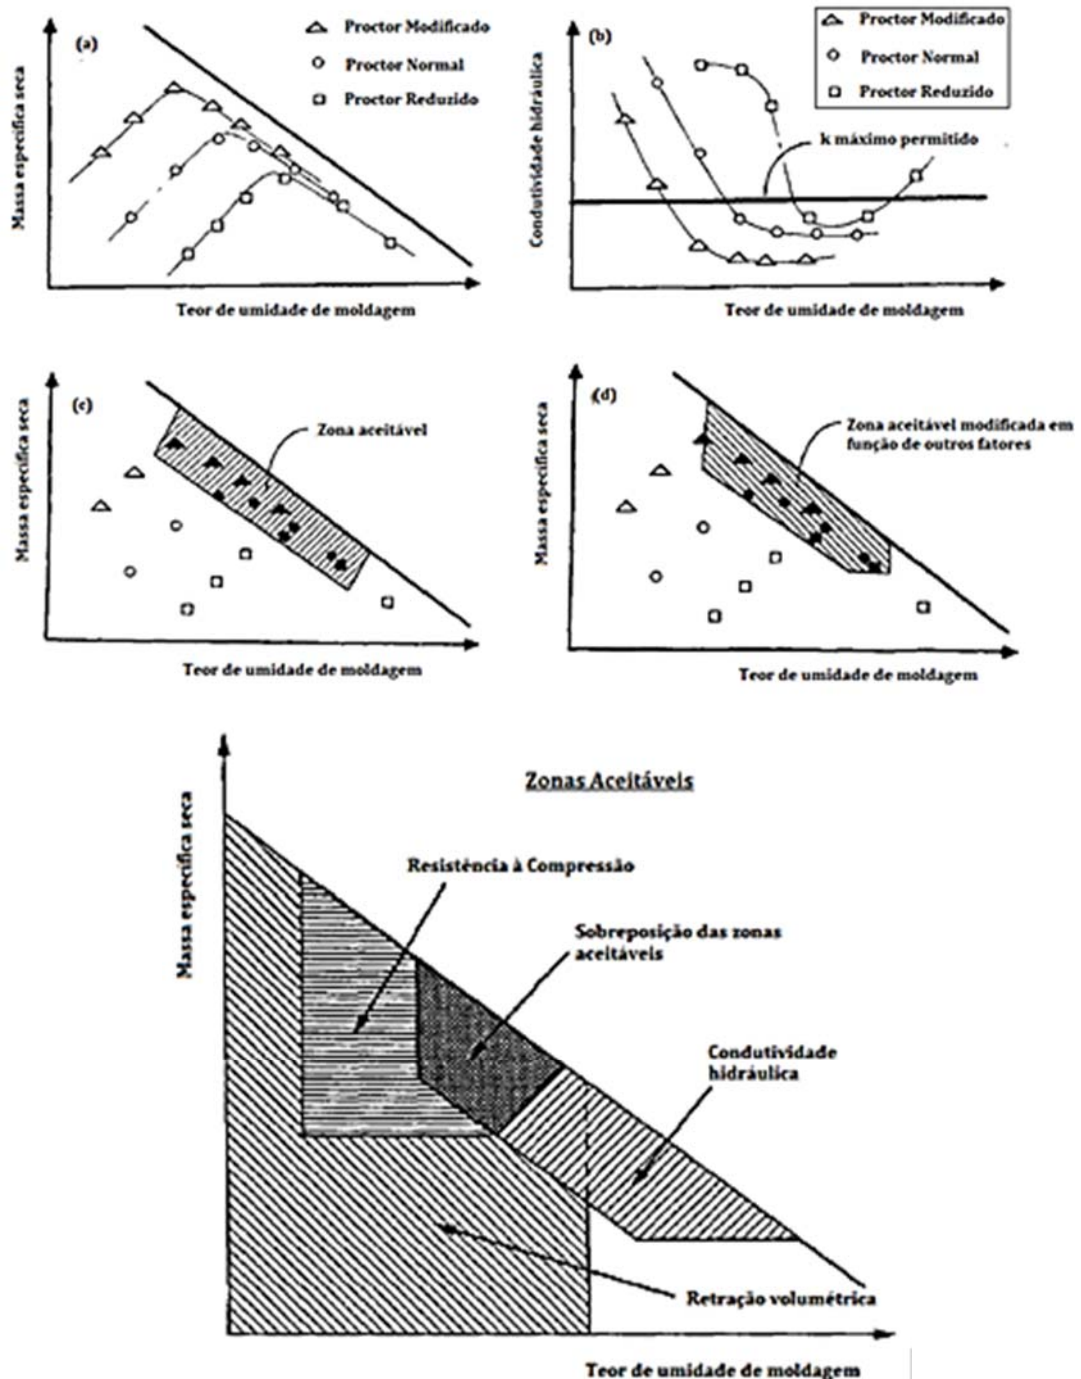 (a)
Proctor Modificado
Proctor Normal
Proctor Reduzido
Massa específica seca
Teor de umidade de moldagem
(b)
Proctor Modificado
Proctor Normal
Proctor Reduzido
k máximo permitido
Condutividade hidráulica
Teor de umidade de moldagem
(c)
Zona aceitável
Massa específica seca
Teor de umidade de moldagem
(d)
Zona aceitável modificada em
função de outros fatores
Massa específica seca
Teor de umidade de moldagem
Zonas Aceitáveis
Massa específica seca
Resistência à Compressão
Sobreposição das zonas
aceitáveis
Condutividade
hidráulica
Retração volumétrica
Teor de umidade de moldagem